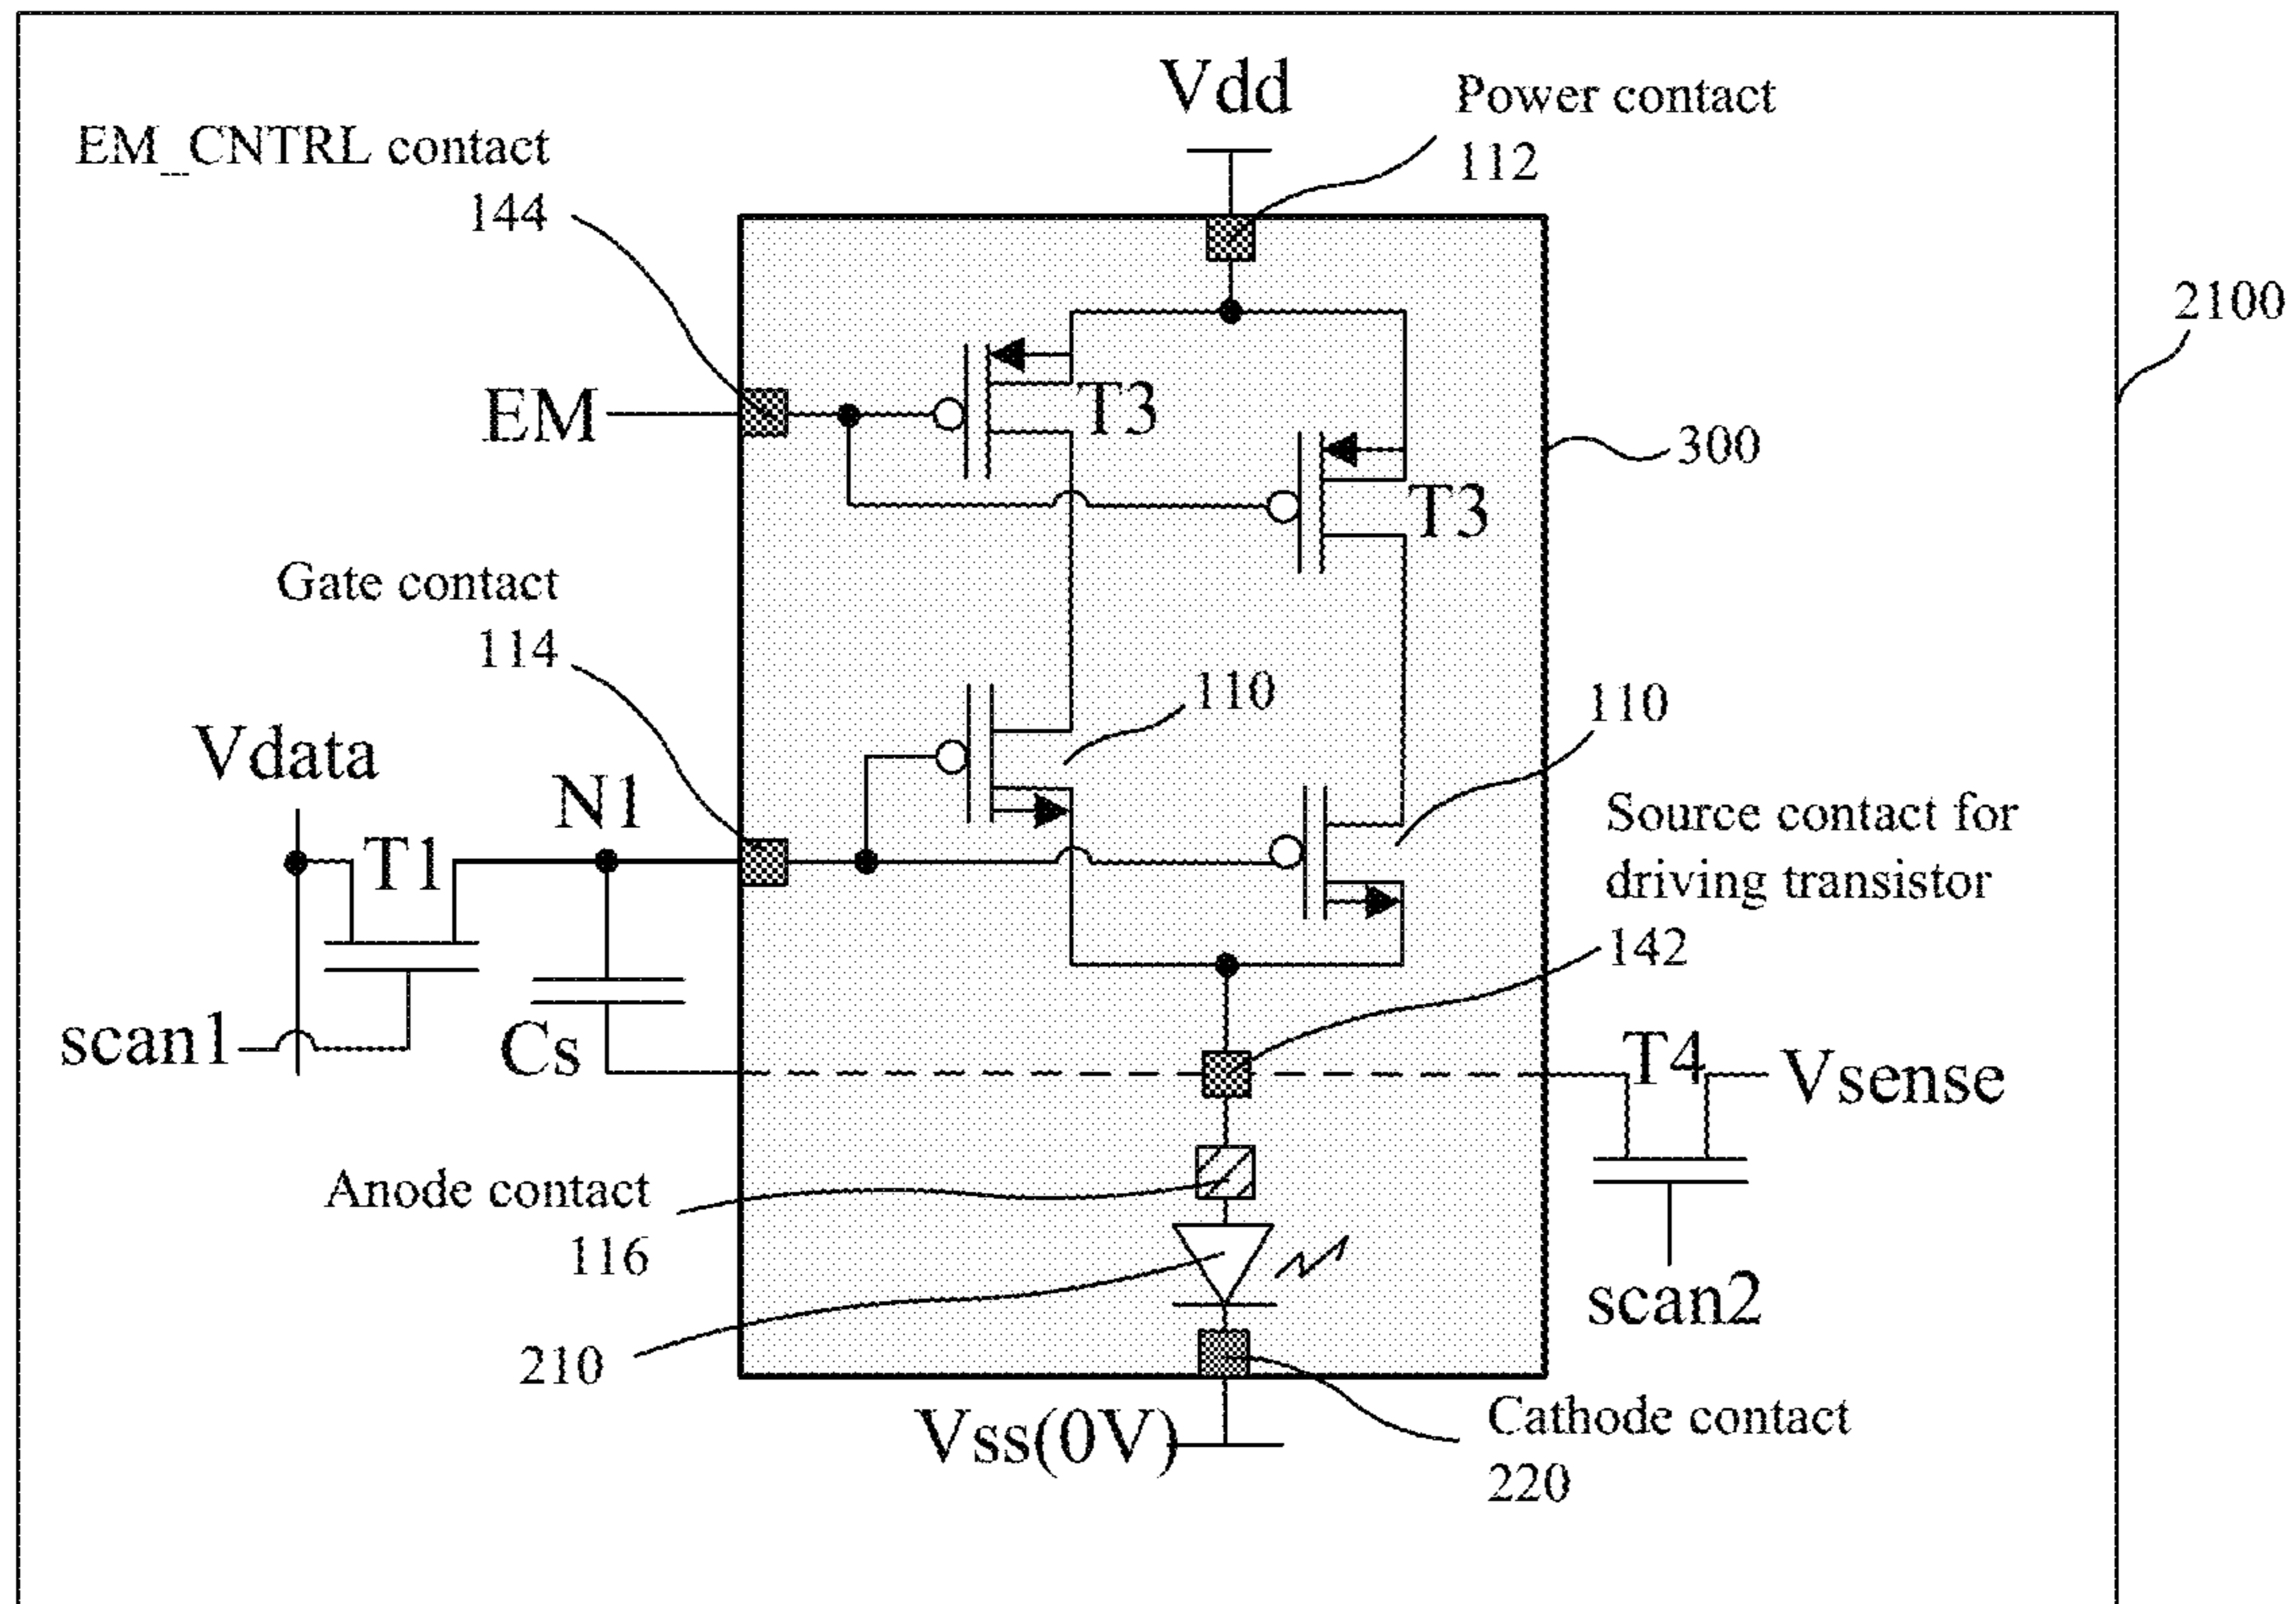 Vdd
Power contact
112
EM_CNTRL contact
144
2100
EM
T3
300
T3
Gate contact
114
110
110
Vdata
N1
T1
Source contact for
driving transistor
142
scan1
Cs
T4
Vsense
Anode contact
116
scan2
210
Vss(0V)
Cathode contact
220